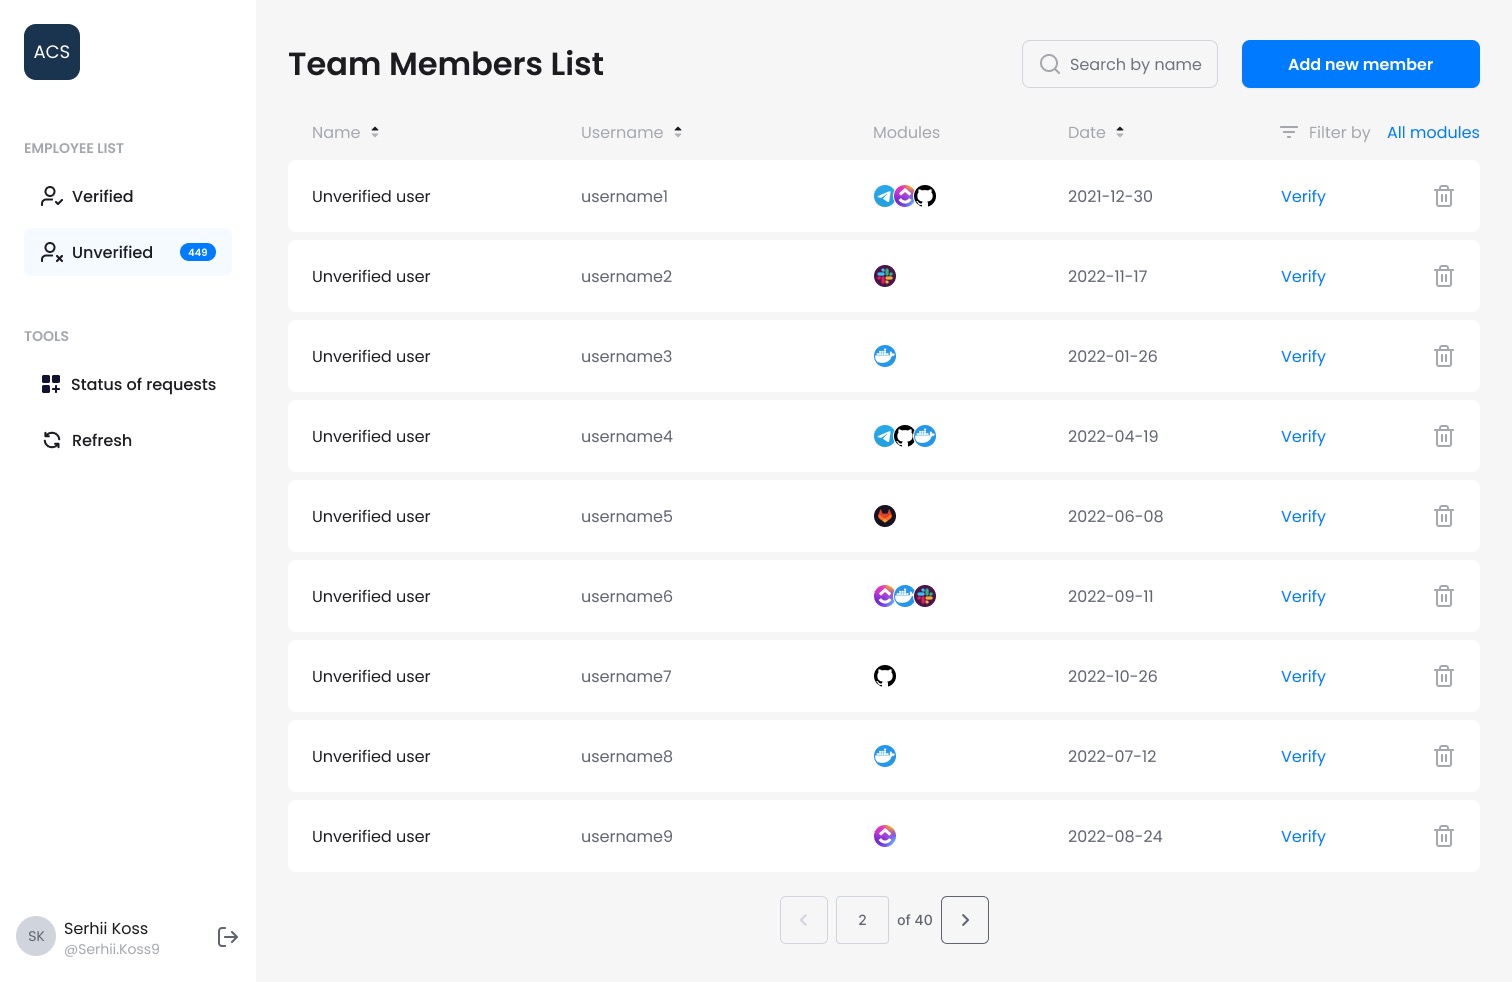 ACS
EMPLOYEE LIST
Verified
Unverified 449
TOOLS
Status of requests
Refresh
SK
Serhii Koss
@Serhii.Koss9
Team Members List
Search by name
Add new member
Name Username Modules Date Filter by All modules
Unverified user username1 2021-12-30 Verify
Unverified user username2 2022-11-17 Verify
Unverified user username3 2022-01-26 Verify
Unverified user username4 2022-04-19 Verify
Unverified user username5 2022-06-08 Verify
Unverified user username6 2022-09-11 Verify
Unverified user username7 2022-10-26 Verify
Unverified user username8 2022-07-12 Verify
Unverified user username9 2022-08-24 Verify
2 of 40